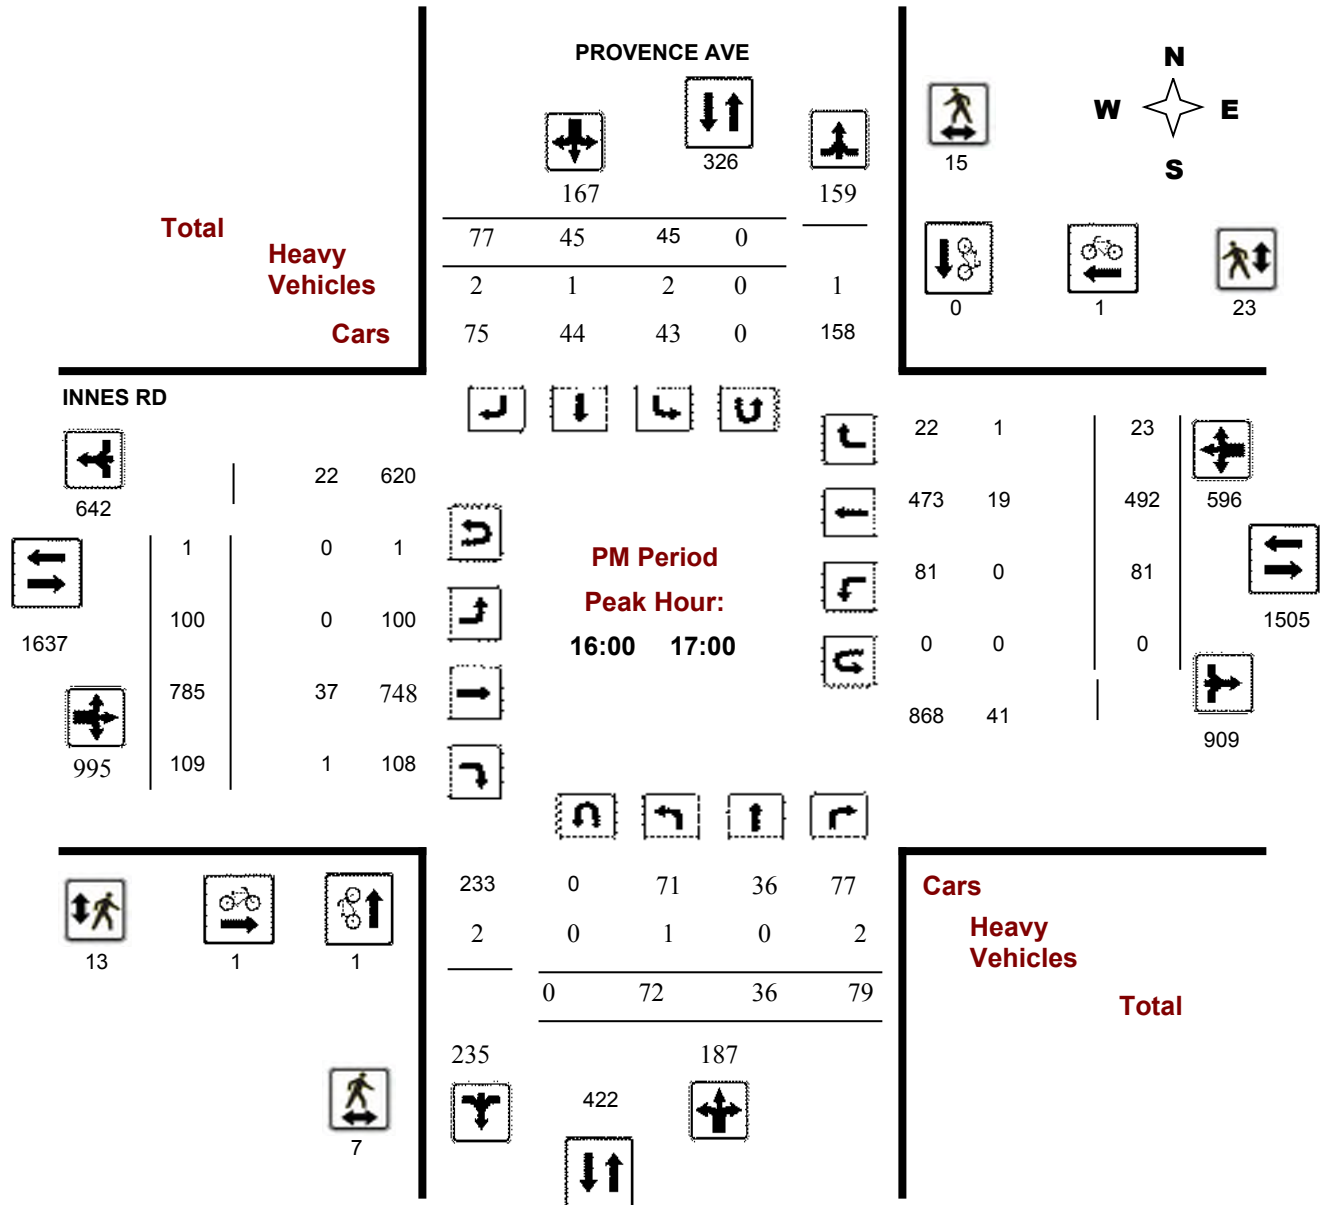 PROVENCE AVE
N
W E
S
326
15
167
159
Total
77 45 45 0
Heavy
Vehicles
2 1 2 0 1
0 1 23
Cars
75 44 43 0 158
INNES RD
22 1 23
22 620
642
473 19 492 596
1 0 1
PM Period
81 0 81
Peak Hour:
100 0 100
1505
1637
16:00 17:00
0 0 0
785 37 748
868 41
909
995 109 1 108
233 0 71 36 77
Cars
2 0 1 0 2
Heavy
Vehicles
13 1 1
0 72 36 79
Total
235 187
422
7